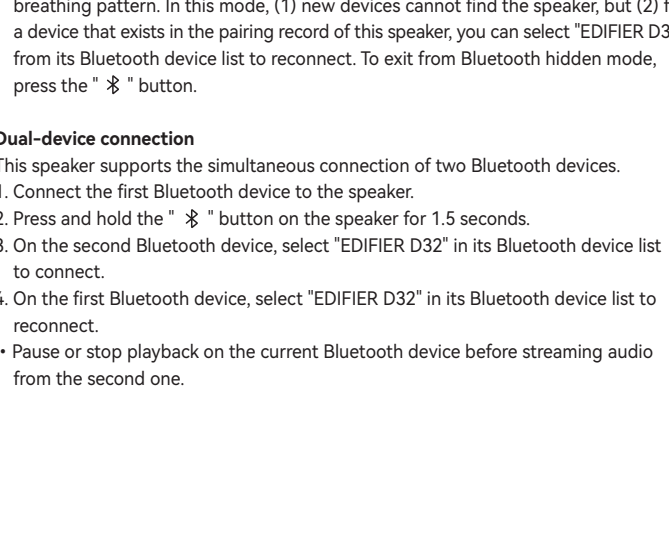 breathing pattern. In this mode, (1) new devices cannot find the speaker, but (2) f
a device that exists in the pairing record of this speaker, you can select "EDIFIER D3
from its Bluetooth device list to reconnect. To exit from Bluetooth hidden mode,
press the " " button.
Dual-device connection
This speaker supports the simultaneous connection of two Bluetooth devices.
1. Connect the first Bluetooth device to the speaker.
2. Press and hold the " " button on the speaker for 1.5 seconds.
3. On the second Bluetooth device, select "EDIFIER D32" in its Bluetooth device list
to connect.
4. On the first Bluetooth device, select "EDIFIER D32" in its Bluetooth device list to
reconnect.
• Pause or stop playback on the current Bluetooth device before streaming audio
from the second one.